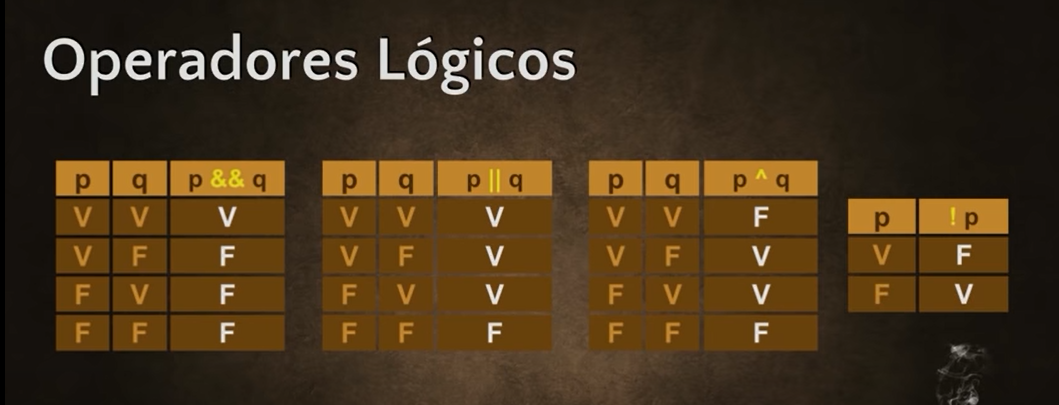 Operadores Lógicos
p q p && q
V V V
V F F
F V F
F F F
p q p || q
V V V
V F V
F V V
F F F
p q p ^ q
V V F
V F V
F V V
F F F
p ! p
V F
F V